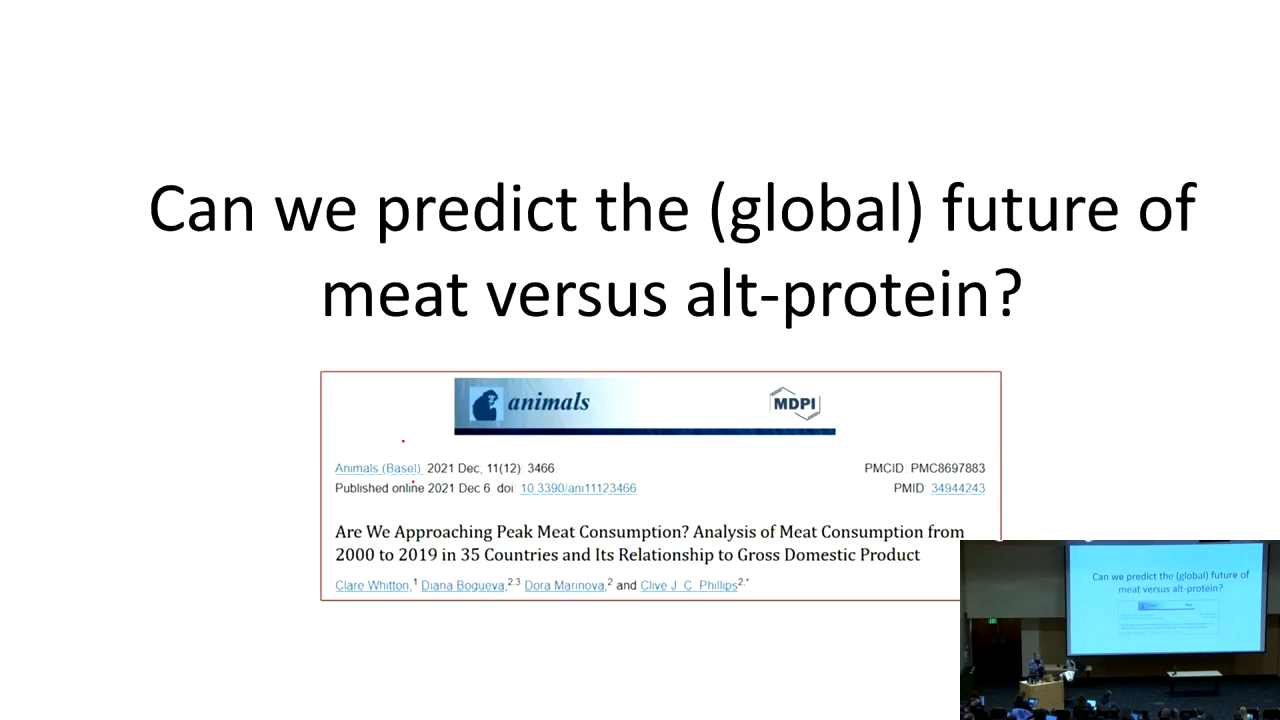 Can we predict the (global) future of
meat versus alt-protein?
animals
MDPI
Animals (Basel). 2021 Dec; 11(12): 3466.
PMCID: PMC8697883
Published online 2021 Dec 6. doi: 10.3390/ani11123466
PMID: 34944243
Are We Approaching Peak Meat Consumption? Analysis of Meat Consumption from
2000 to 2019 in 35 Countries and Its Relationship to Gross Domestic Product
Clare Whitton,1 Diana Bogueva,2,3 Dora Marinova,2 and Clive J. C. Phillips2,*
Can we predict the (global) future of
meat versus alt-protein?